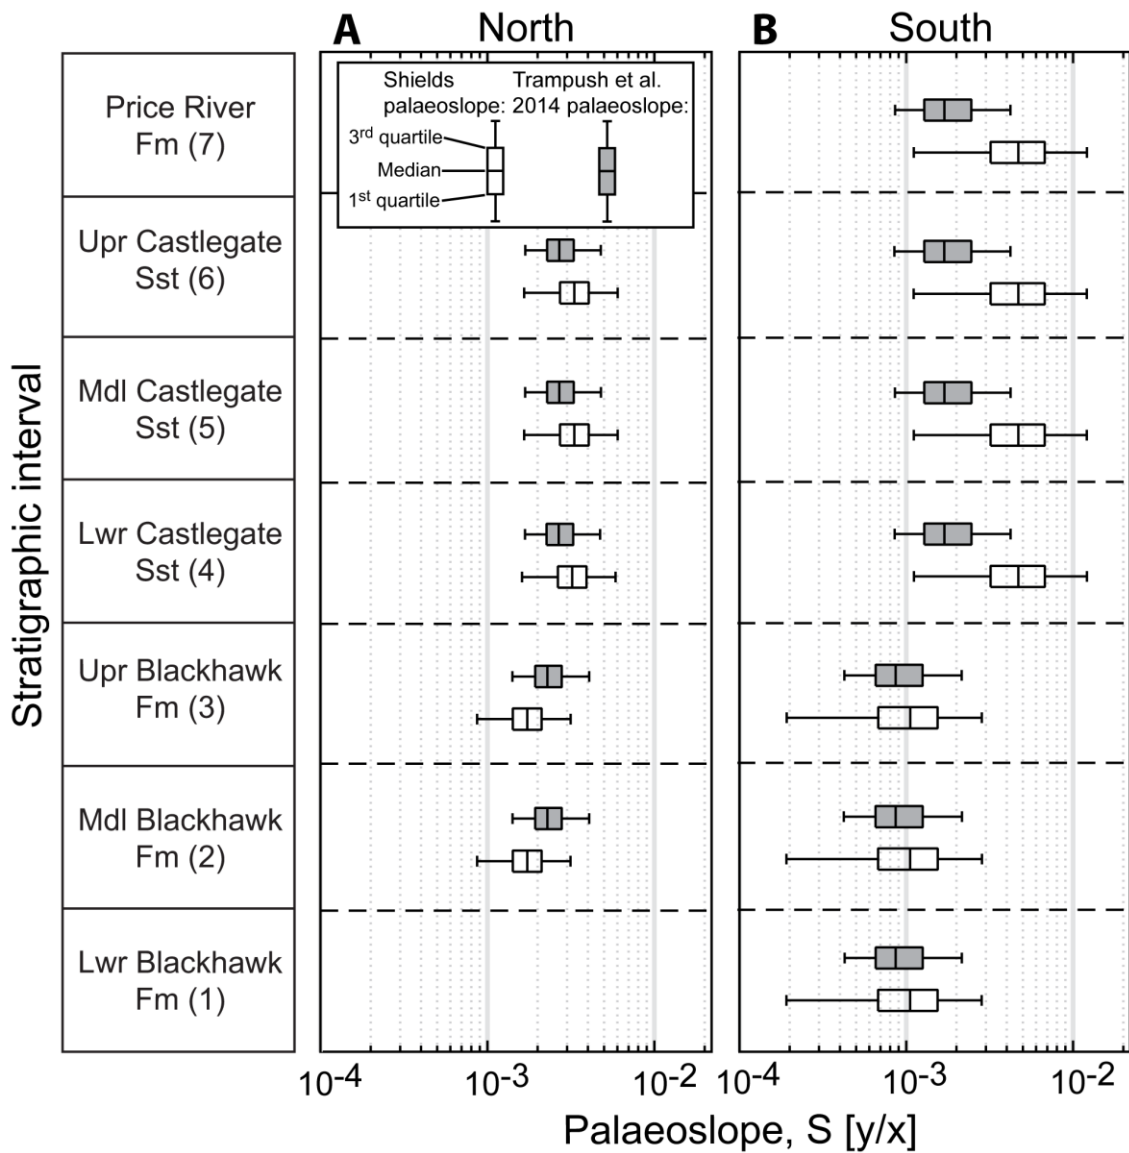 A North
B South
Shields
palaeoslope:
Trampush et al.
2014 palaeoslope:
3rd quartile
Median
1st quartile
Stratigraphic interval
Price River
Fm (7)
Upr Castlegate
Sst (6)
Mdl Castlegate
Sst (5)
Lwr Castlegate
Sst (4)
Upr Blackhawk
Fm (3)
Mdl Blackhawk
Fm (2)
Lwr Blackhawk
Fm (1)
10-4 10-3 10-2 10-4 10-3 10-2
Palaeoslope, S [y/x]